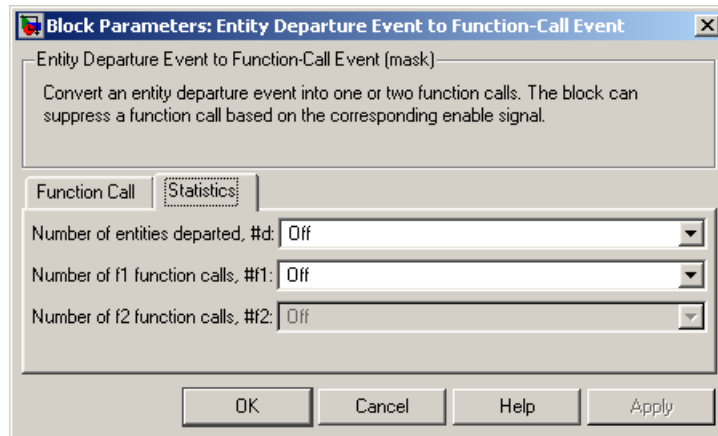 Block Parameters: Entity Departure Event to Function-Call Event
Entity Departure Event to Function-Call Event (mask)
Convert an entity departure event into one or two function calls. The block can
suppress a function call based on the corresponding enable signal.
Function Call Statistics
Number of entities departed, #d: Off
Number of f1 function calls, #f1: Off
Number of f2 function calls, #f2: Off
OK Cancel Help Apply